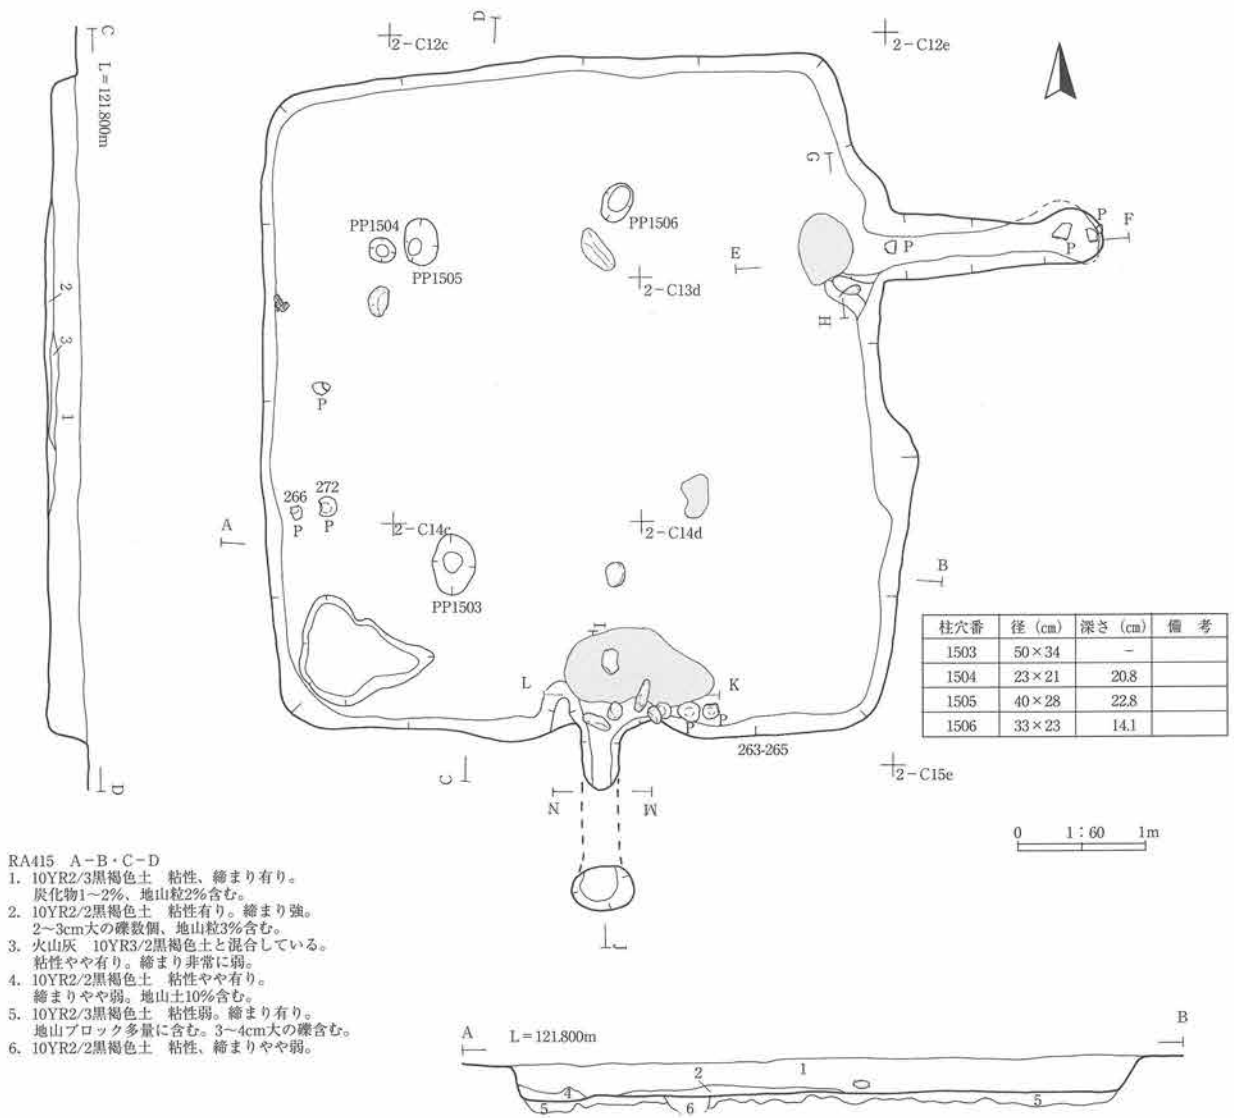 C
L=121.800m
2
3
1
D
D
2-C12c
2-C12e
G
PP1504
PP1505
PP1506
E
2-C13d
P
P
P
F
H
P
266
272
P
P
A
2-C14c
2-C14d
PP1503
B
I
L
K
P
P
263-265
C
2-C15e
N
M
J
柱穴番 径(cm) 深さ(cm) 備 考
1503 50×34 -
1504 23×21 20.8
1505 40×28 22.8
1506 33×23 14.1
0 1:60 1m
RA415 A-B・C-D
1. 10YR2/3黒褐色土 粘性、締まり有り。
炭化物1~2%、地山粒2%含む。
2. 10YR2/2黒褐色土 粘性有り。締まり強。
2~3cm大の礫数個、地山粒3%含む。
3. 火山灰 10YR3/2黒褐色土と混合している。
粘性やや有り。締まり非常に弱。
4. 10YR2/2黒褐色土 粘性やや有り。
締まりやや弱。地山土10%含む。
5. 10YR2/3黒褐色土 粘性弱。締まり有り。
地山ブロック多量に含む。3~4cm大の礫含む。
6. 10YR2/2黒褐色土 粘性、締まりやや弱。
A
L=121.800m
B
1
2
4
5
6
5